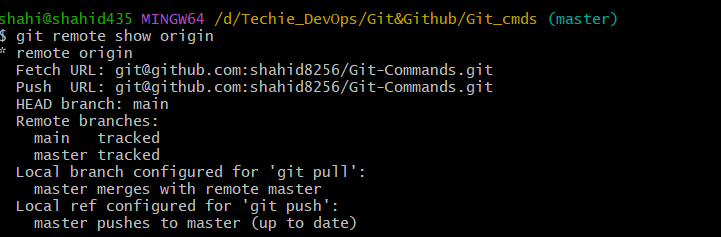 shahi@shahid435 MINGW64 /d/Techie_DevOps/Git&Github/Git_cmds (master)
$ git remote show origin
* remote origin
  Fetch URL: git@github.com:shahid8256/Git-Commands.git
  Push  URL: git@github.com:shahid8256/Git-Commands.git
  HEAD branch: main
  Remote branches:
    main   tracked
    master tracked
  Local branch configured for 'git pull':
    master merges with remote master
  Local ref configured for 'git push':
    master pushes to master (up to date)